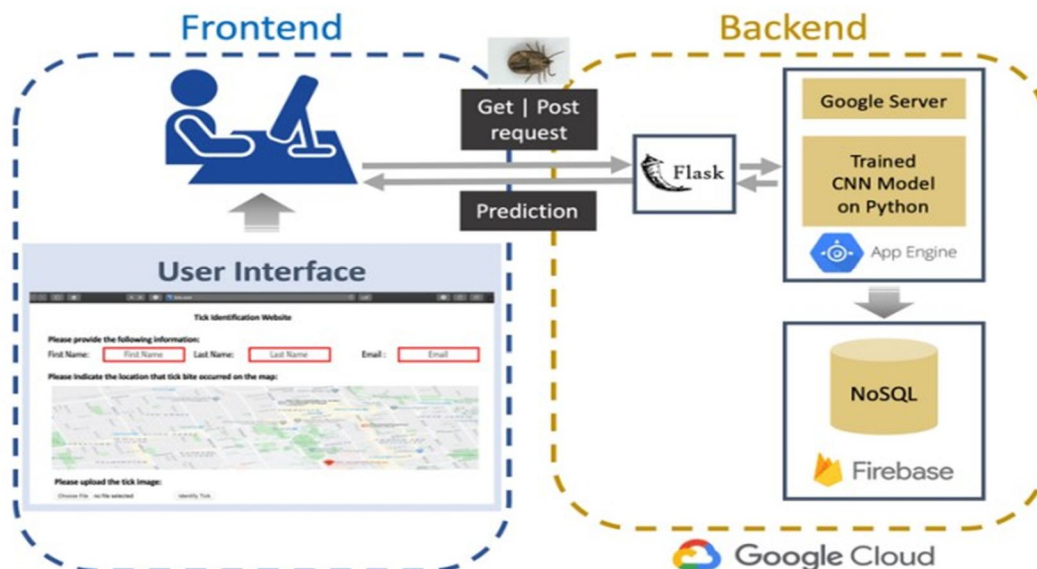 Frontend
Backend
Get | Post
request
Prediction
Flask
Google Server
Trained
CNN Model
on Python
App Engine
NoSQL
Firebase
Google Cloud
User Interface
Tick Identification Website
Please provide the following information:
First Name: First Name Last Name: Last Name Email : Email
Please indicate the location that tick bite occurred on the map:
Please upload the tick image:
Choose File no file selected Identify Tick